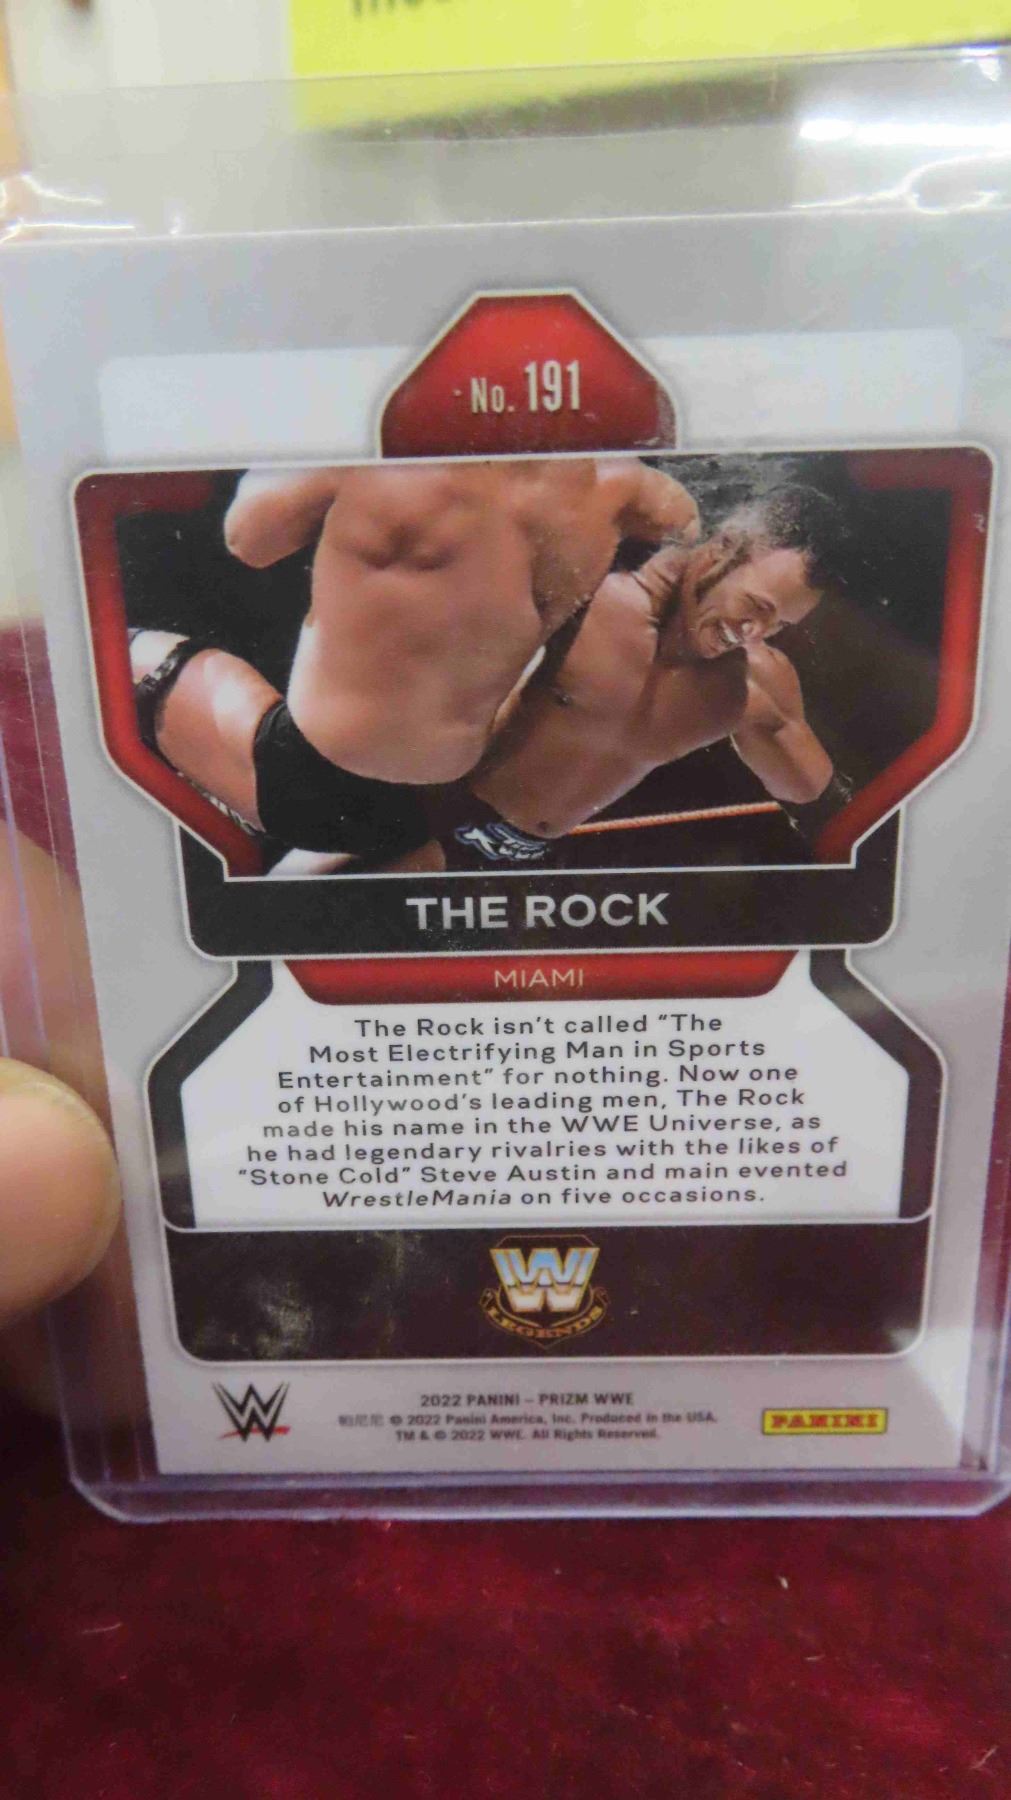 No. 191
THE ROCK
MIAMI
The Rock isn't called "The
Most Electrifying Man in Sports
Entertainment" for nothing. Now one
of Hollywood's leading men, The Rock
made his name in the WWE Universe, as
he had legendary rivalries with the likes of
"Stone Cold" Steve Austin and main evented
WrestleMania on five occasions.
W
LEGENDS
W
2022 PANINI – PRIZM WWE
帕尼尼 © 2022 Panini America, Inc. Produced in the USA.
TM & © 2022 WWE. All Rights Reserved.
PANINI